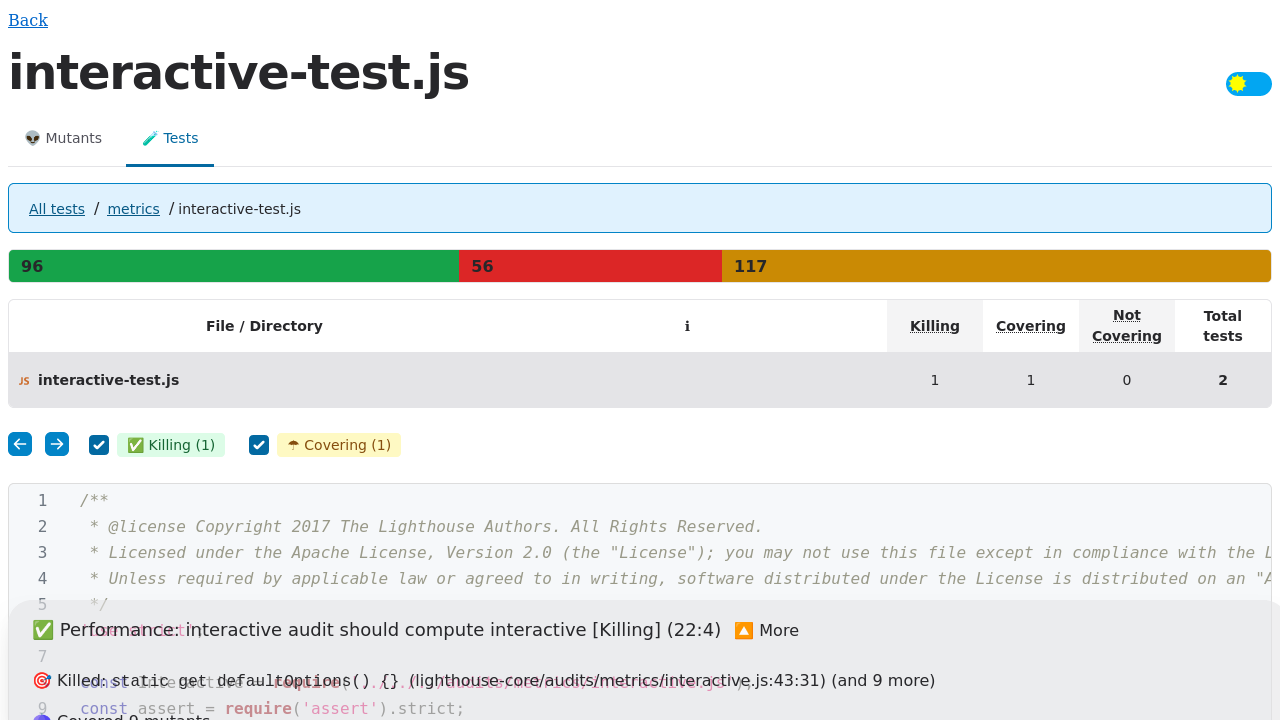 Back
interactive-test.js
👽 Mutants 🧪 Tests
All tests / metrics / interactive-test.js
96 56 117
File / Directory ℹ Killing Covering Not Covering Total tests
JS interactive-test.js 1 1 0 2
✅ Killing (1) ☂ Covering (1)
1 /**
2  * @license Copyright 2017 The Lighthouse Authors. All Rights Reserved.
3  * Licensed under the Apache License, Version 2.0 (the "License"); you may not use this file except in compliance with the L
4  * Unless required by applicable law or agreed to in writing, software distributed under the License is distributed on an "A
5  */
✅ Performance: interactive audit should compute interactive [Killing] (22:4) 🔼 More
7
🎯 Killed: static get defaultOptions() {} (lighthouse-core/audits/metrics/interactive.js:43:31) (and 9 more)
9 const assert = require('assert').strict;
Covered 9 mutants